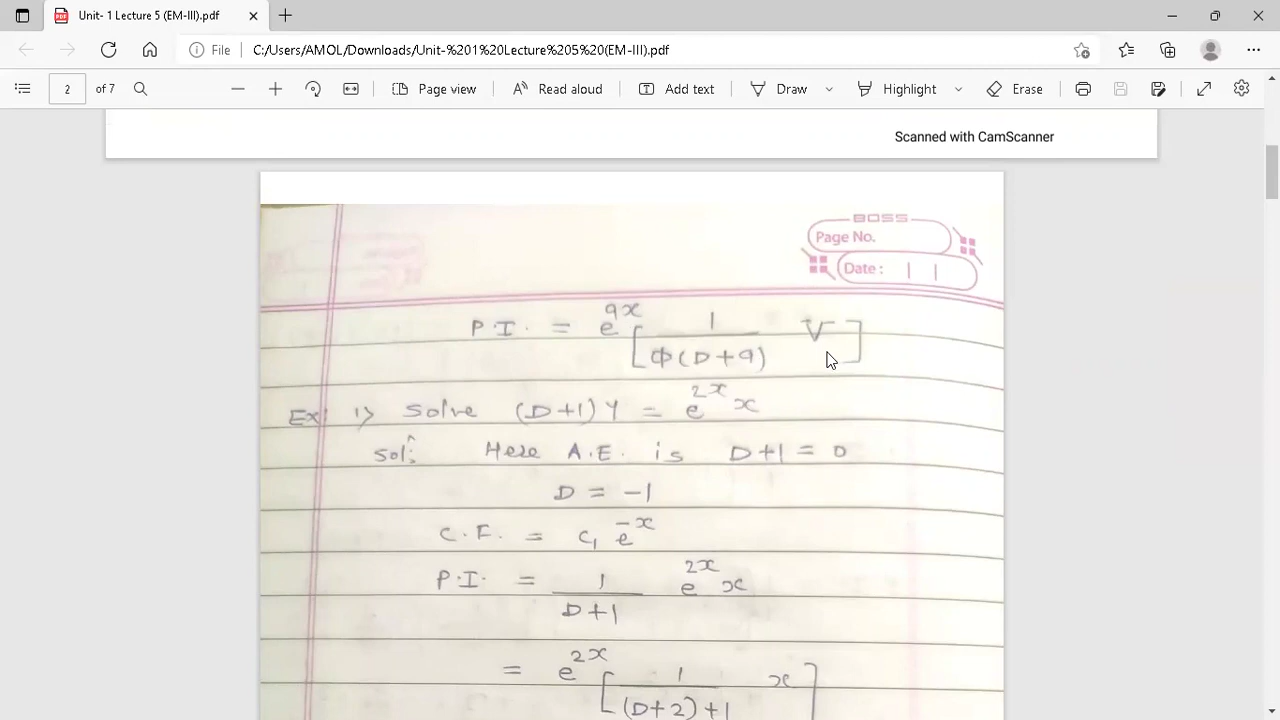 Unit- 1 Lecture 5 (EM-III).pdf
File C:/Users/AMOL/Downloads/Unit-%201%20Lecture%205%20(EM-III).pdf
2 of 7 Page view Read aloud Add text Draw Highlight Erase
Scanned with CamScanner
BOSS
Page No.
Date : | |
P.I. = e^{ax} [ 1 / ϕ(D+a) V ]
Ex: 1> Solve (D+1) Y = e^{2x} x
Solⁿ: Here A.E. is D+1 = 0
D = -1
C.F. = C₁ e^{-x}
P.I. = 1 / D+1 e^{2x} x
= e^{2x} [ 1 / (D+2)+1 x ]